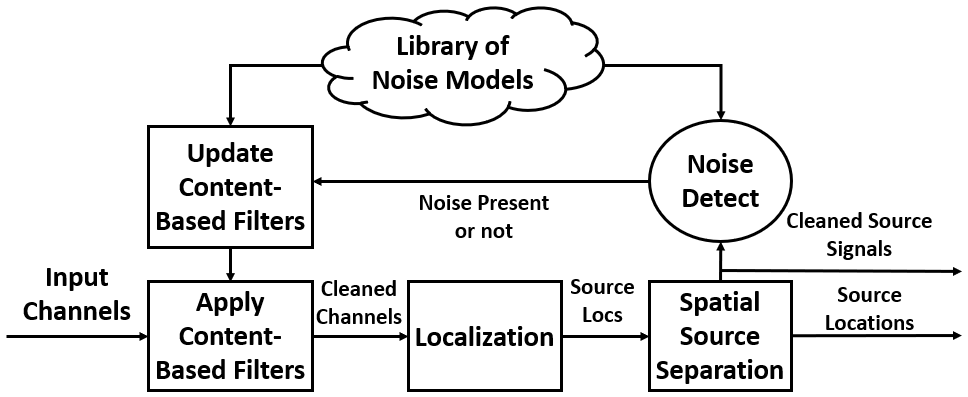 Library of
Noise Models
Update
Content-
Based Filters
Noise
Detect
Noise Present
or not
Cleaned Source
Signals
Input
Channels
Apply
Content-
Based Filters
Cleaned
Channels
Localization
Source
Locs
Spatial
Source
Separation
Source
Locations